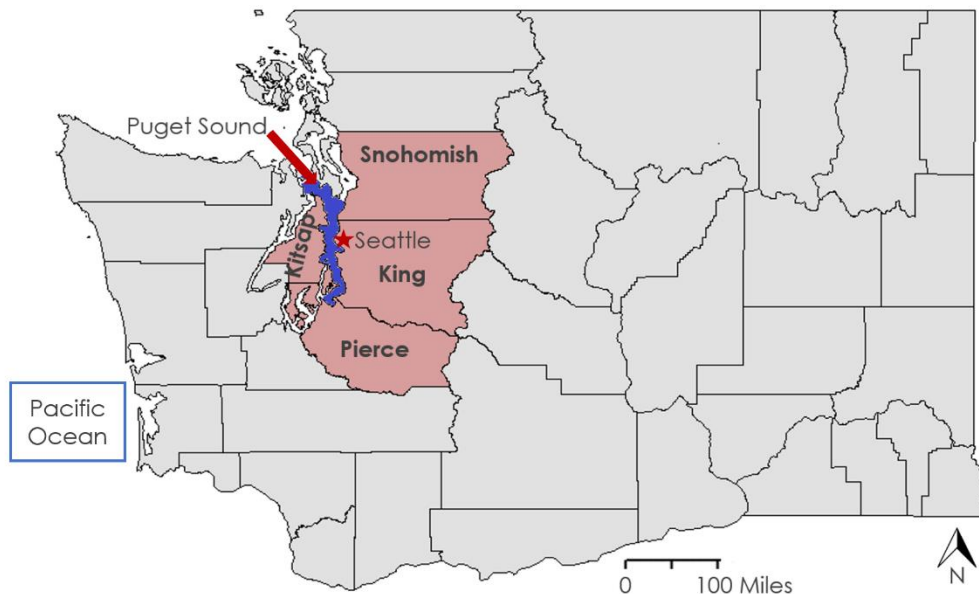 Puget Sound
Snohomish
Kitsap
Seattle
King
Pierce
Pacific
Ocean
0 100 Miles
N